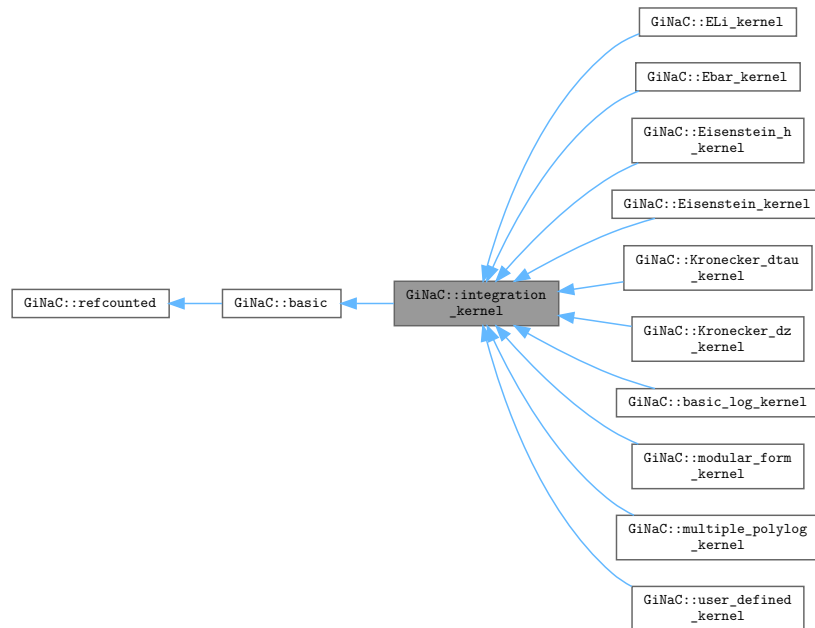 GiNaC::ELi_kernel
GiNaC::Ebar_kernel
GiNaC::Eisenstein_h
_kernel
GiNaC::Eisenstein_kernel
GiNaC::Kronecker_dtau
_kernel
GiNaC::refcounted
GiNaC::basic
GiNaC::integration
_kernel
GiNaC::Kronecker_dz
_kernel
GiNaC::basic_log_kernel
GiNaC::modular_form
_kernel
GiNaC::multiple_polylog
_kernel
GiNaC::user_defined
_kernel